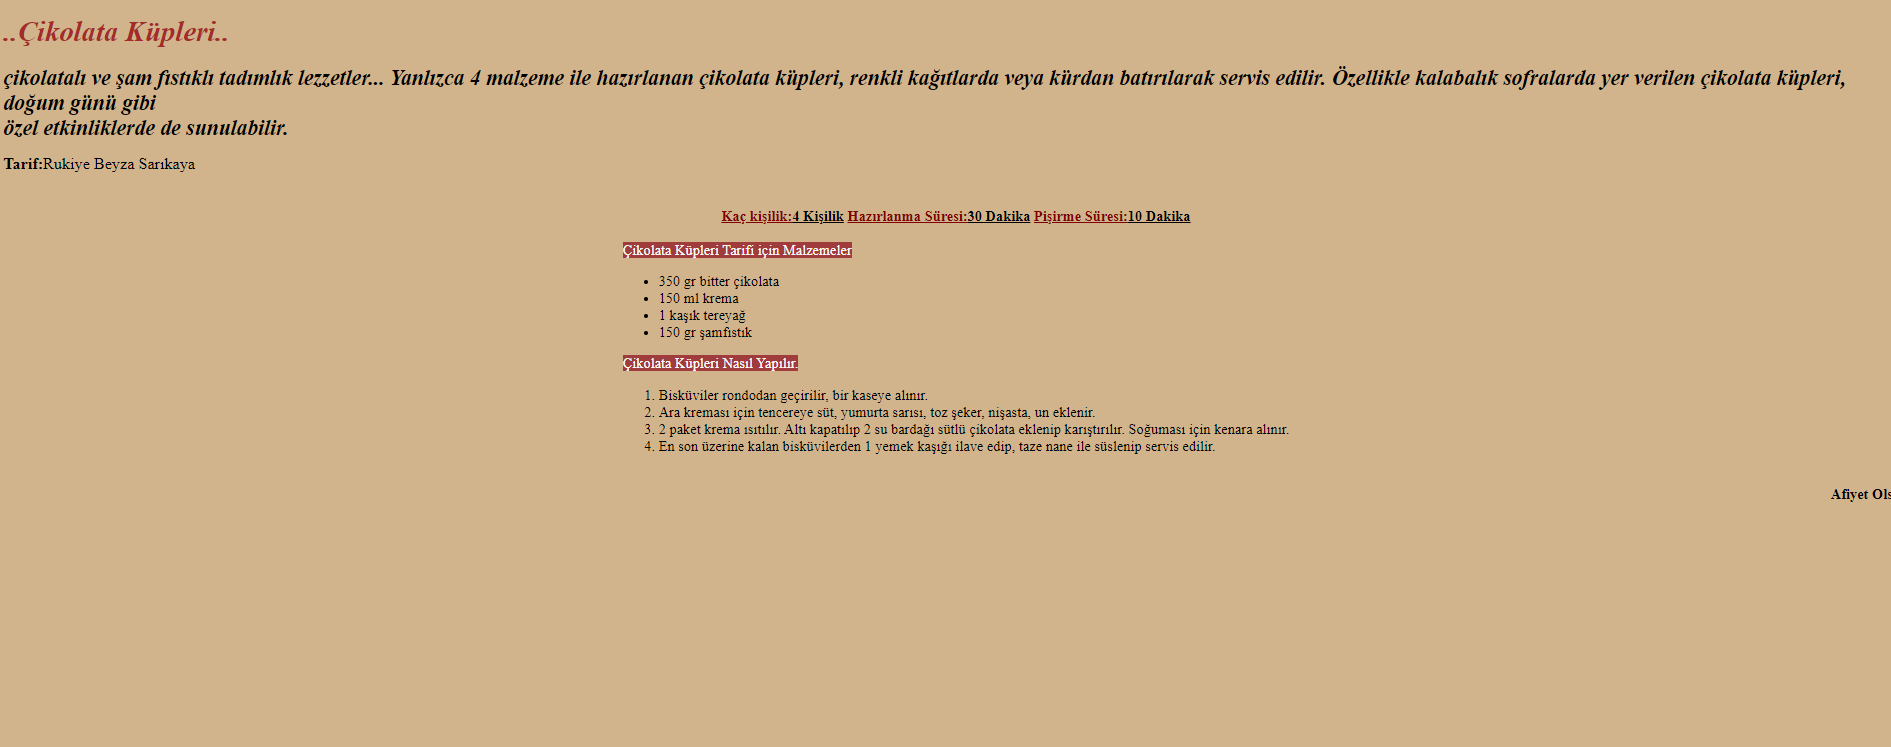 ..Çikolata Küpleri..
çikolatalı ve şam fıstıklı tadımlık lezzetler... Yanlızca 4 malzeme ile hazırlanan çikolata küpleri, renkli kağıtlarda veya kürdan batırılarak servis edilir. Özellikle kalabalık sofralarda yer verilen çikolata küpleri,
doğum günü gibi
özel etkinliklerde de sunulabilir.
Tarif:Rukiye Beyza Sarıkaya
Kaç kişilik:4 Kişilik Hazırlanma Süresi:30 Dakika Pişirme Süresi:10 Dakika
Çikolata Küpleri Tarifi için Malzemeler
• 350 gr bitter çikolata
• 150 ml krema
• 1 kaşık tereyağ
• 150 gr şamfıstık
Çikolata Küpleri Nasıl Yapılır.
1. Bisküviler rondodan geçirilir, bir kaseye alınır.
2. Ara kreması için tencereye süt, yumurta sarısı, toz şeker, nişasta, un eklenir.
3. 2 paket krema ısıtılır. Altı kapatılıp 2 su bardağı sütlü çikolata eklenip karıştırılır. Soğuması için kenara alınır.
4. En son üzerine kalan bisküvilerden 1 yemek kaşığı ilave edip, taze nane ile süslenip servis edilir.
Afiyet Ols